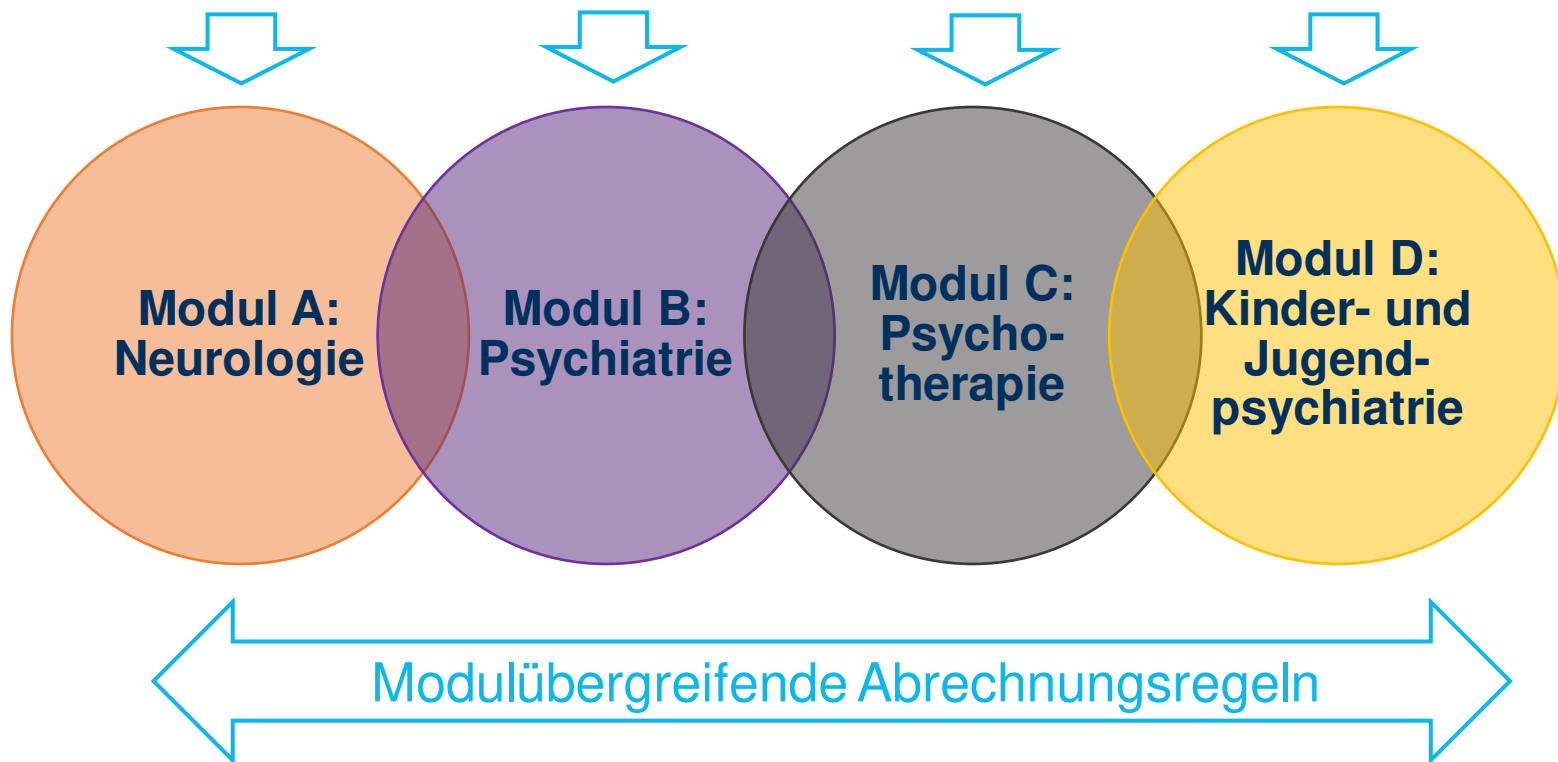 Modul A:
Neurologie
Modul B:
Psychiatrie
Modul C:
Psycho-
therapie
Modul D:
Kinder- und
Jugend-
psychiatrie
Modulübergreifende Abrechnungsregeln